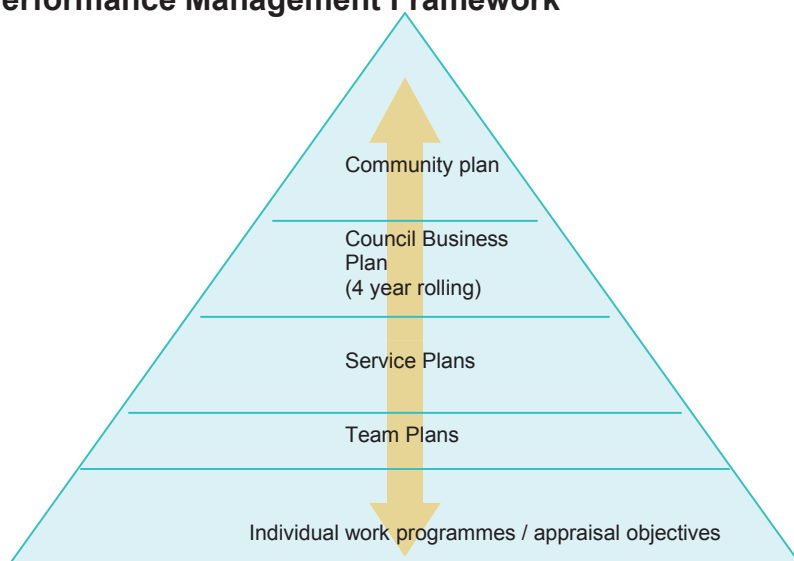 erformance Management Framework
Community plan
Council Business
Plan
(4 year rolling)
Service Plans
Team Plans
Individual work programmes / appraisal objectives